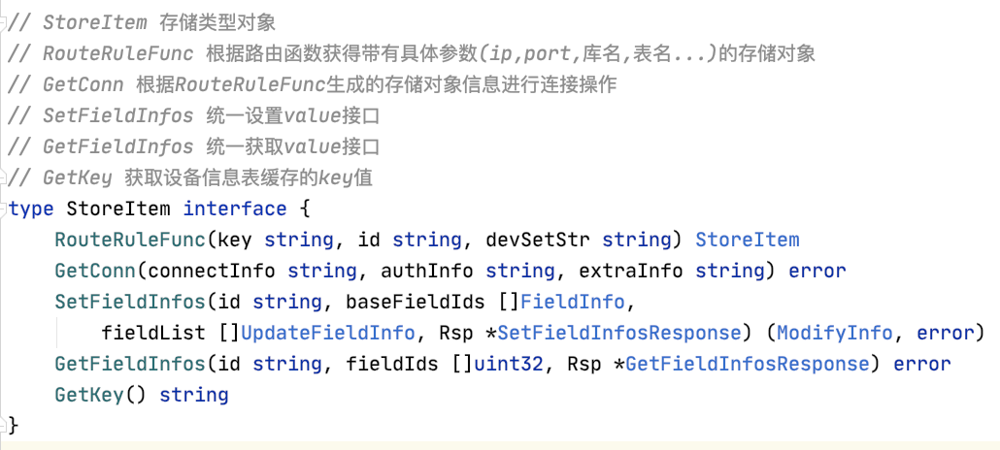 // StoreItem 存储类型对象
// RouteRuleFunc 根据路由函数获得带有具体参数(ip,port,库名,表名...)的存储对象
// GetConn 根据RouteRuleFunc生成的存储对象信息进行连接操作
// SetFieldInfos 统一设置value接口
// GetFieldInfos 统一获取value接口
// GetKey 获取设备信息表缓存的key值
type StoreItem interface {
    RouteRuleFunc(key string, id string, devSetStr string) StoreItem
    GetConn(connectInfo string, authInfo string, extraInfo string) error
    SetFieldInfos(id string, baseFieldIds []FieldInfo,
        fieldList []UpdateFieldInfo, Rsp *SetFieldInfosResponse) (ModifyInfo, error)
    GetFieldInfos(id string, fieldIds []uint32, Rsp *GetFieldInfosResponse) error
    GetKey() string
}